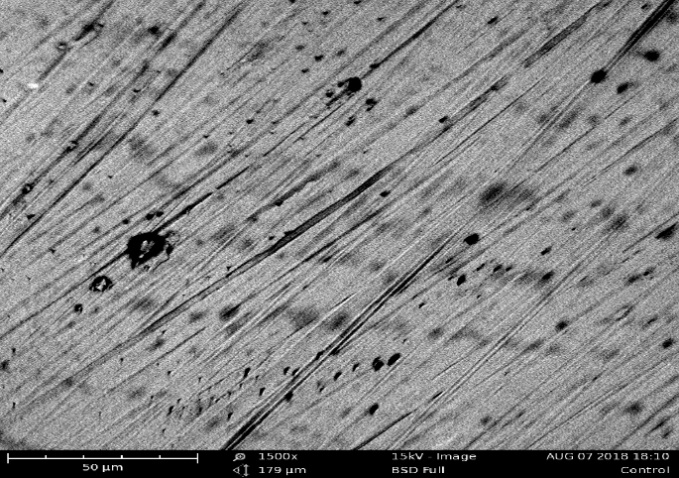 50 µm
1500x 15kV - Image AUG 07 2018 18:10
179 µm BSD Full Control